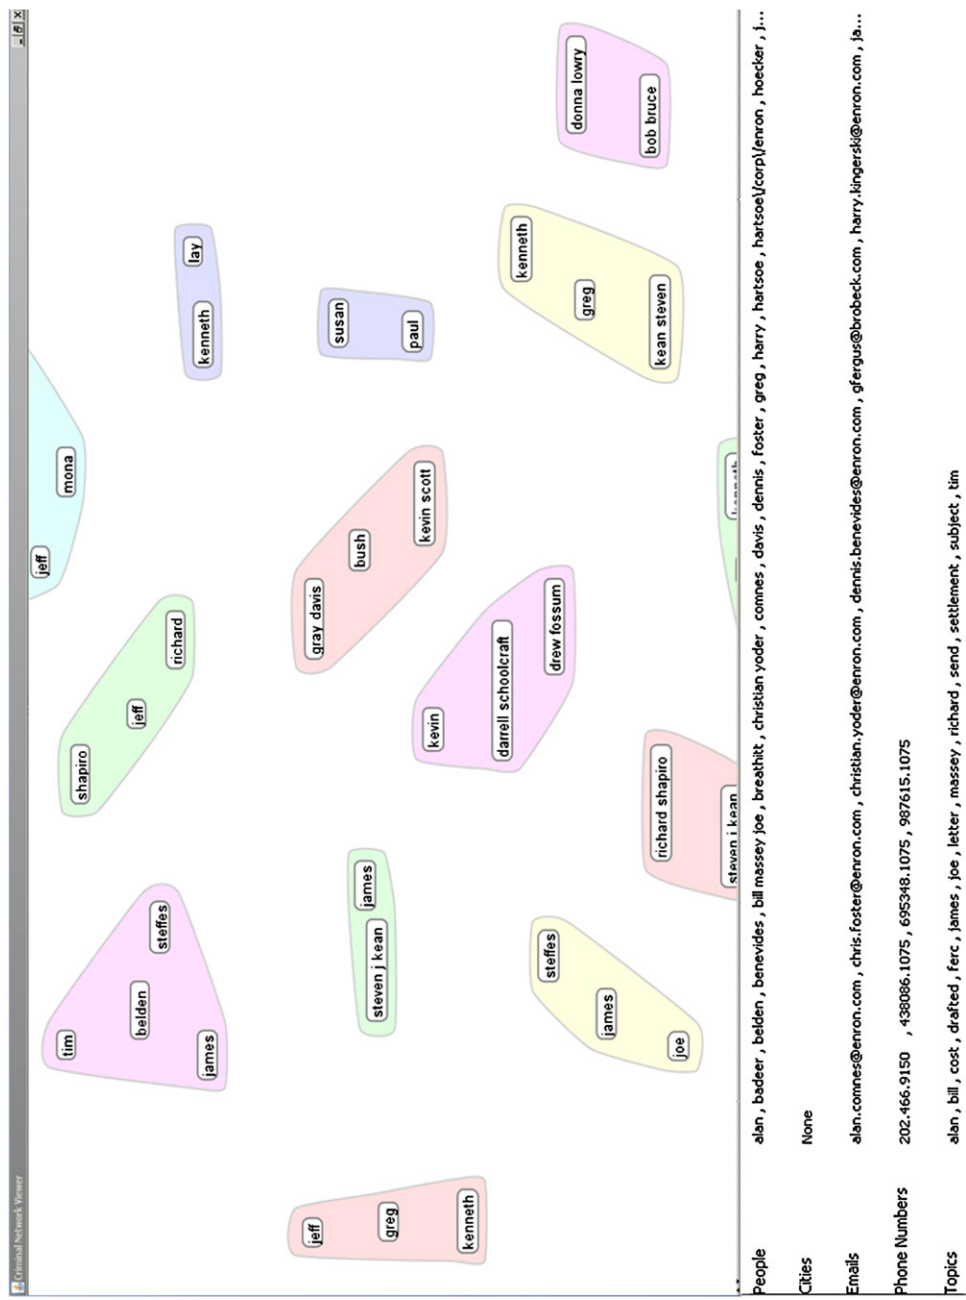 Criminal Network Viewer
jeff
mona
tim
belden
steffes
james
shapiro
jeff
richard
kenneth
lay
jeff
greg
kenneth
steven j kean
james
gray davis
bush
kevin scott
susan
paul
kevin
darrell schoolcraft
drew fossum
steffes
james
joe
kenneth
greg
kean steven
donna lowry
bob bruce
richard shapiro
steven j kean
People alan , badeer , belden , benevides , bill massey joe , breathitt , christian yoder , comnes , davis , dennis , foster , greg , harry , hartsoe , hartsoe\/corp\/enron , hoecker , j...
Cities None
Emails alan.comnes@enron.com , chris.foster@enron.com , christian.yoder@enron.com , dennis.benevides@enron.com , gfergus@brobeck.com , harry.kingerski@enron.com , ja...
Phone Numbers 202.466.9150 , 438086.1075 , 695348.1075 , 987615.1075
Topics alan , bill , cost , drafted , ferc , james , joe , letter , massey , richard , send , settlement , subject , tim